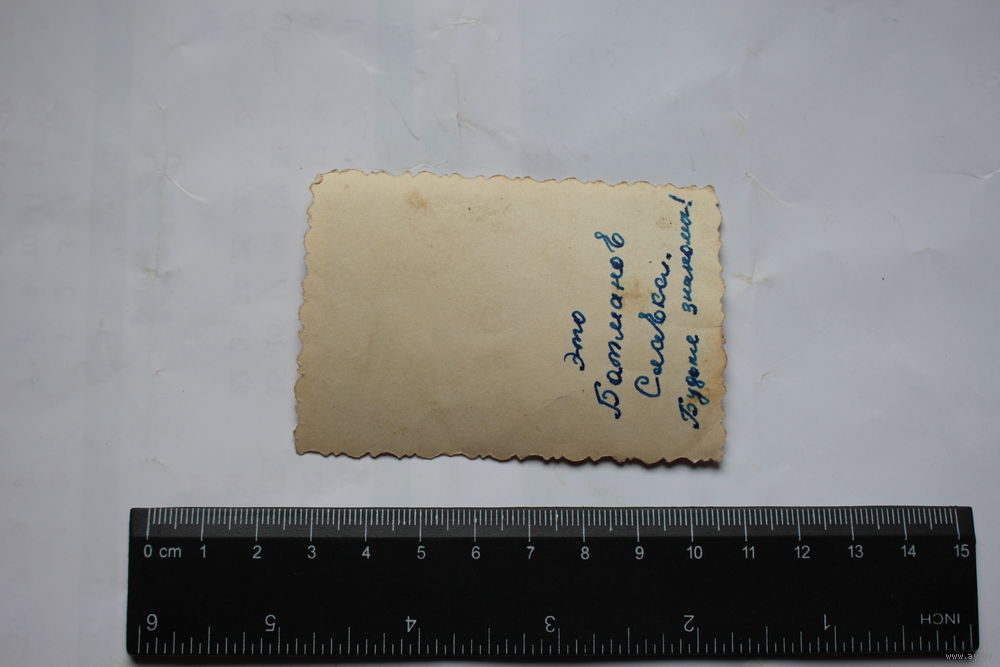 Это
Батманов
Славка.
Будьте знакомы!
0 cm 1 2 3 4 5 6 7 8 9 10 11 12 13 14 15
INCH 1 2 3 4 5 6